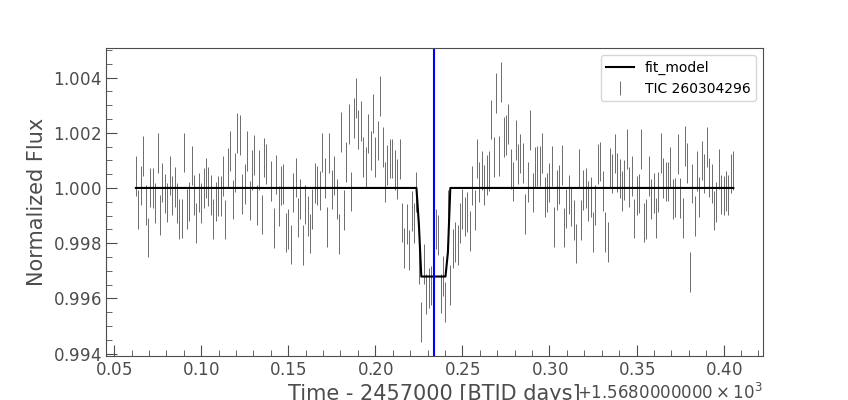 fit_model
TIC 260304296
Normalized Flux
1.004
1.002
1.000
0.998
0.996
0.994
0.05 0.10 0.15 0.20 0.25 0.30 0.35 0.40
Time - 2457000 [BTJD days]
+1.5680000000 × 10³